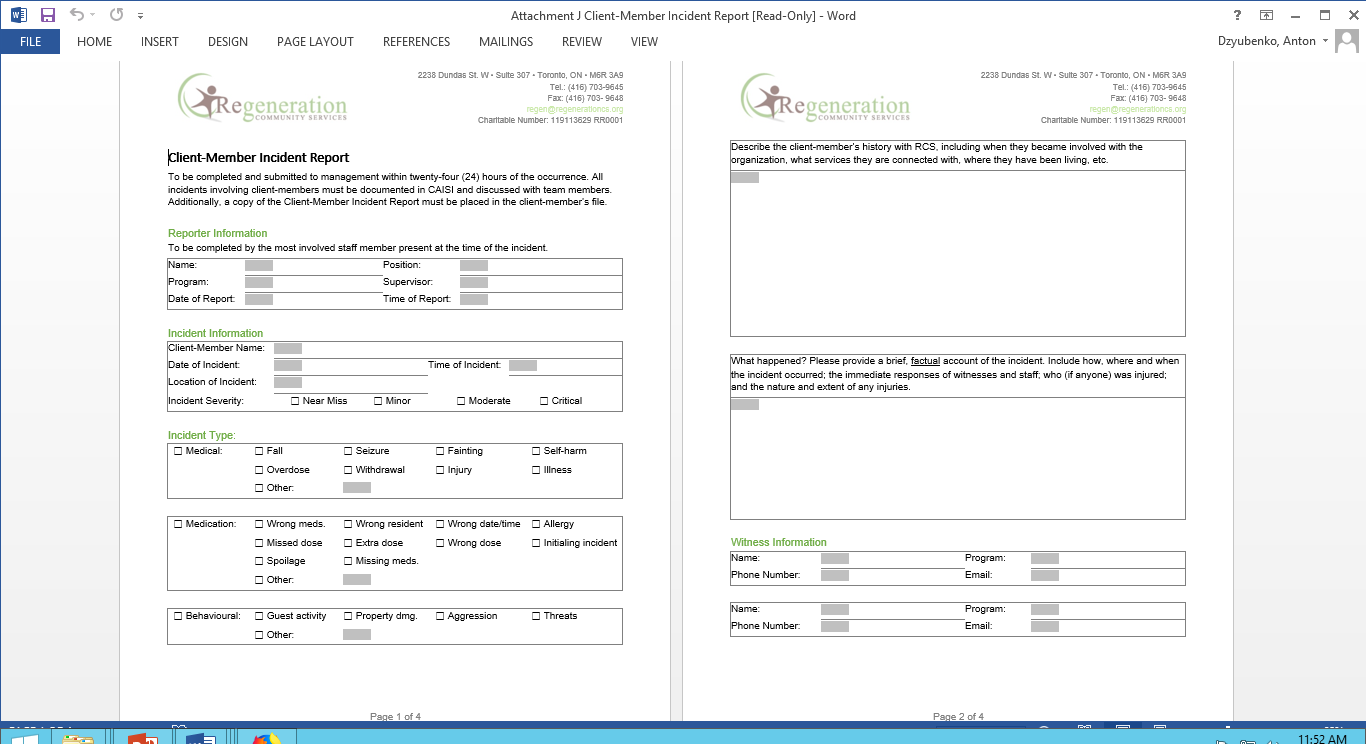 Attachment J Client-Member Incident Report [Read-Only] - Word
?
FILE HOME INSERT DESIGN PAGE LAYOUT REFERENCES MAILINGS REVIEW VIEW
Dzyubenko, Anton
2238 Dundas St. W • Suite 307 • Toronto, ON • M6R 3A9
Tel.: (416) 703-9645
Fax: (416) 703- 9648
regen@regenerationcs.org
Charitable Number: 119113629 RR0001
Regeneration
COMMUNITY SERVICES
Client-Member Incident Report
To be completed and submitted to management within twenty-four (24) hours of the occurrence. All
incidents involving client-members must be documented in CAISI and discussed with team members.
Additionally, a copy of the Client-Member Incident Report must be placed in the client-member's file.
Reporter Information
To be completed by the most involved staff member present at the time of the incident.
Name: Position:
Program: Supervisor:
Date of Report: Time of Report:
Incident Information
Client-Member Name:
Date of Incident: Time of Incident:
Location of Incident:
Incident Severity: ☐ Near Miss ☐ Minor ☐ Moderate ☐ Critical
Incident Type:
☐ Medical: ☐ Fall ☐ Seizure ☐ Fainting ☐ Self-harm
☐ Overdose ☐ Withdrawal ☐ Injury ☐ Illness
☐ Other:
☐ Medication: ☐ Wrong meds. ☐ Wrong resident ☐ Wrong date/time ☐ Allergy
☐ Missed dose ☐ Extra dose ☐ Wrong dose ☐ Initialing incident
☐ Spoilage ☐ Missing meds.
☐ Other:
☐ Behavioural: ☐ Guest activity ☐ Property dmg. ☐ Aggression ☐ Threats
☐ Other:
Page 1 of 4
2238 Dundas St. W • Suite 307 • Toronto, ON • M6R 3A9
Tel.: (416) 703-9645
Fax: (416) 703- 9648
regen@regenerationcs.org
Charitable Number: 119113629 RR0001
Regeneration
COMMUNITY SERVICES
Describe the client-member's history with RCS, including when they became involved with the
organization, what services they are connected with, where they have been living, etc.
What happened? Please provide a brief, factual account of the incident. Include how, where and when
the incident occurred; the immediate responses of witnesses and staff; who (if anyone) was injured;
and the nature and extent of any injuries.
Witness Information
Name: Program:
Phone Number: Email:
Name: Program:
Phone Number: Email:
Page 2 of 4
11:52 AM